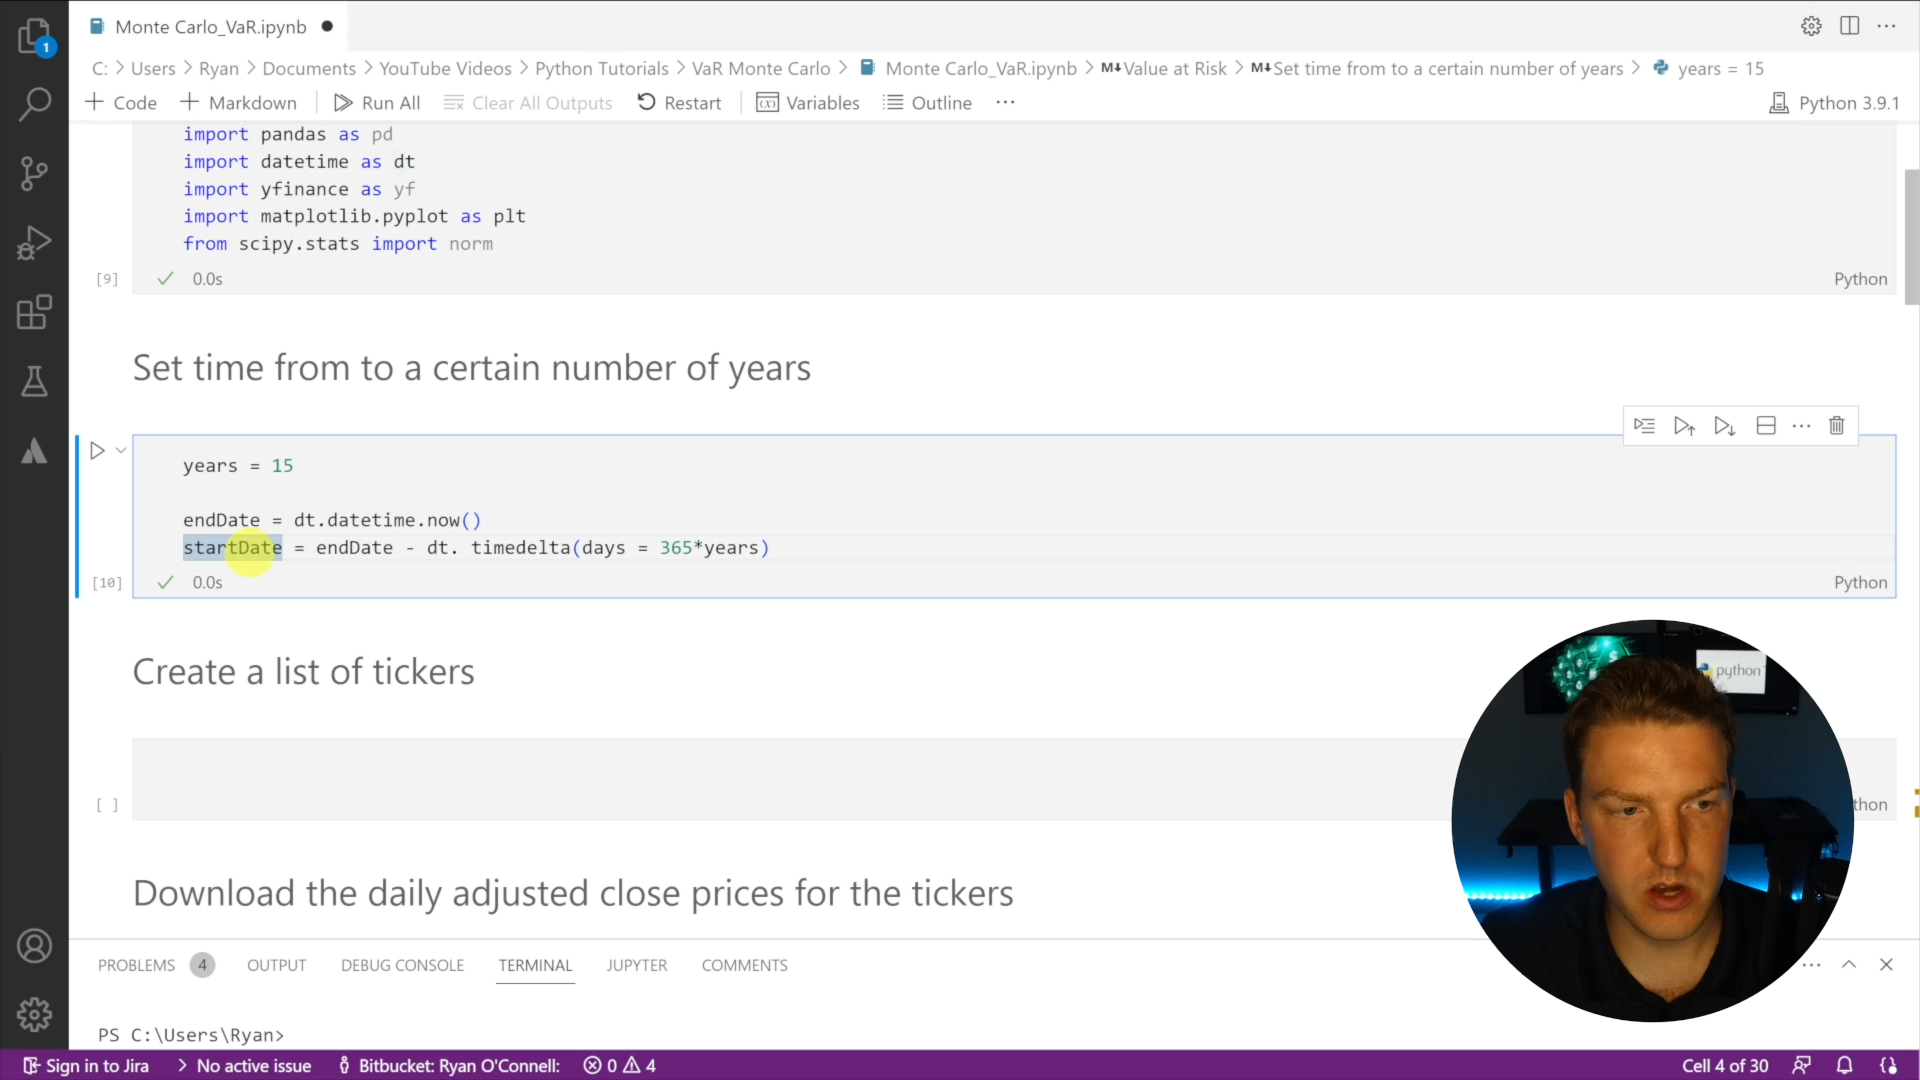 Monte Carlo_VaR.ipynb
1
C: > Users > Ryan > Documents > YouTube Videos > Python Tutorials > VaR Monte Carlo > Monte Carlo_VaR.ipynb > M↓Value at Risk > M↓Set time from to a certain number of years > years = 15
+ Code + Markdown Run All Clear All Outputs Restart Variables Outline ··· Python 3.9.1
import pandas as pd
import datetime as dt
import yfinance as yf
import matplotlib.pyplot as plt
from scipy.stats import norm
[9] ✓ 0.0s Python
Set time from to a certain number of years
years = 15
endDate = dt.datetime.now()
startDate = endDate - dt. timedelta(days = 365*years)
[10] ✓ 0.0s Python
Create a list of tickers
python
[ ] thon
Download the daily adjusted close prices for the tickers
PROBLEMS 4 OUTPUT DEBUG CONSOLE TERMINAL JUPYTER COMMENTS
PS C:\Users\Ryan>
Sign in to Jira > No active issue Bitbucket: Ryan O'Connell: 0 4 Cell 4 of 30